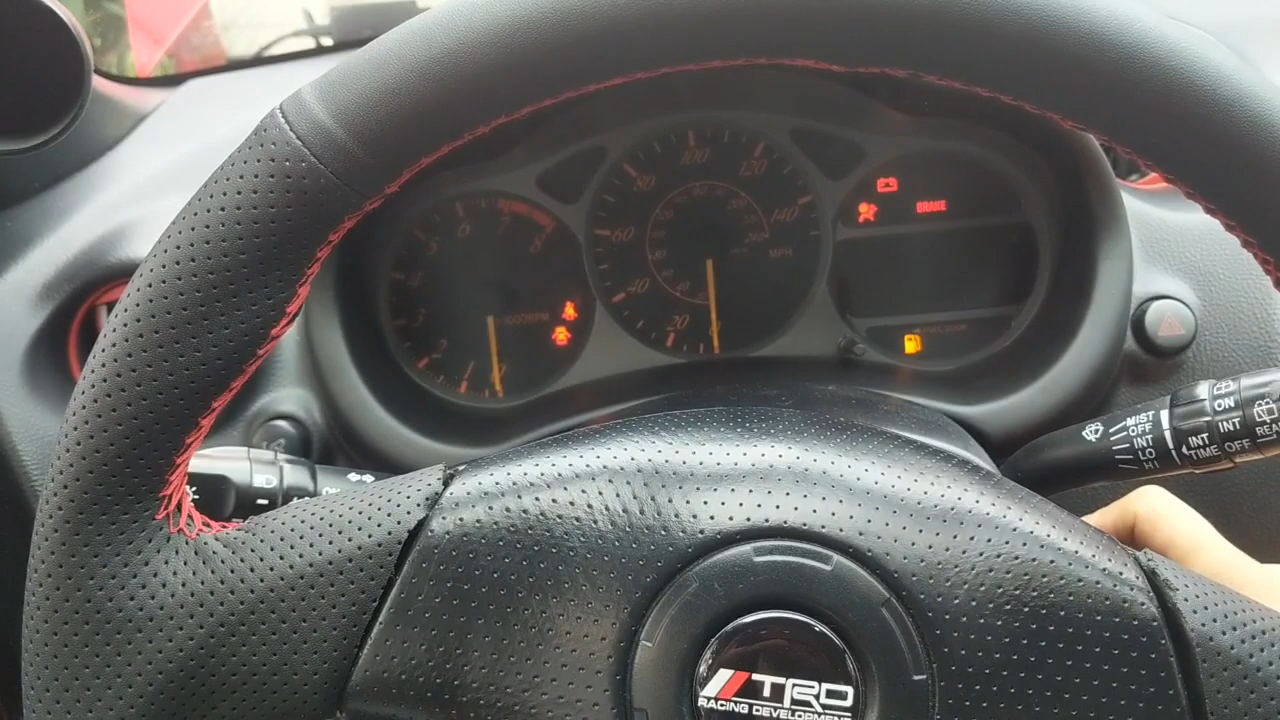 100
120
80
140
60
MPH
40
20
0
BRAKE
6
7
8
5
4
3
2
1
0
FUEL DOOR
MIST
OFF
INT
LO
HI
ON
INT
OFF
INT
TIME
REAR
TRD
RACING DEVELOPMENT